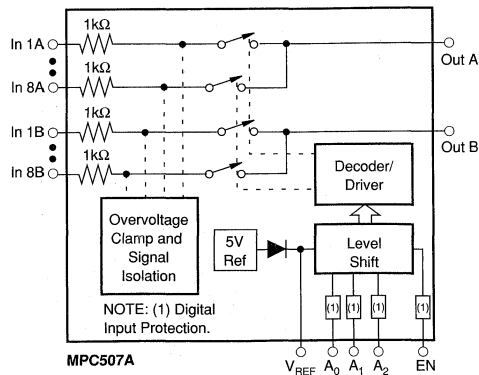 1kΩ
In 1A
Out A
1kΩ
In 8A
1kΩ
In 1B
Out B
1kΩ
In 8B
Decoder/
Driver
Overvoltage
Clamp and
Signal
Isolation
5V
Ref
Level
Shift
(1) (1) (1) (1)
NOTE: (1) Digital
Input Protection.
MPC507A
VREF A0 A1 A2 EN